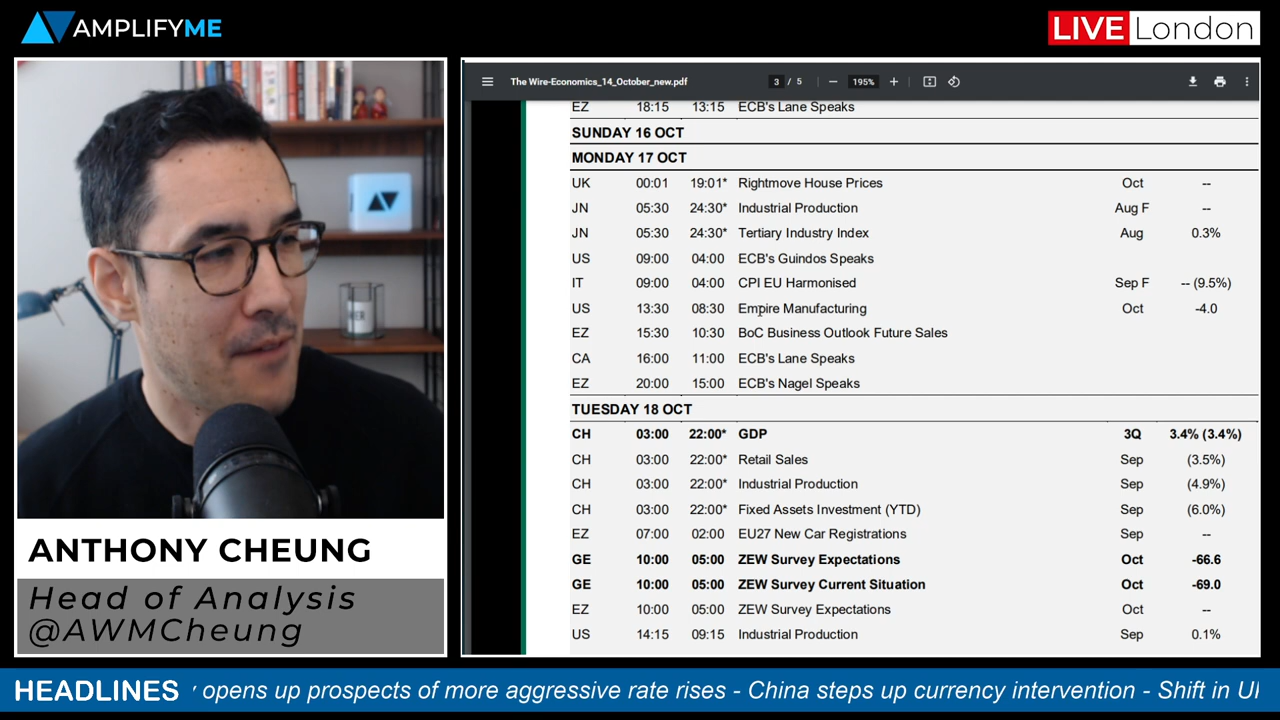 AMPLIFYME
LIVE London
The Wire-Economics_14_October_new.pdf 3 / 5 195%
EZ 18:15 13:15 ECB's Lane Speaks
SUNDAY 16 OCT
MONDAY 17 OCT
UK 00:01 19:01* Rightmove House Prices Oct --
JN 05:30 24:30* Industrial Production Aug F --
JN 05:30 24:30* Tertiary Industry Index Aug 0.3%
US 09:00 04:00 ECB's Guindos Speaks
IT 09:00 04:00 CPI EU Harmonised Sep F -- (9.5%)
US 13:30 08:30 Empire Manufacturing Oct -4.0
EZ 15:30 10:30 BoC Business Outlook Future Sales
CA 16:00 11:00 ECB's Lane Speaks
EZ 20:00 15:00 ECB's Nagel Speaks
TUESDAY 18 OCT
CH 03:00 22:00* GDP 3Q 3.4% (3.4%)
CH 03:00 22:00* Retail Sales Sep (3.5%)
CH 03:00 22:00* Industrial Production Sep (4.9%)
CH 03:00 22:00* Fixed Assets Investment (YTD) Sep (6.0%)
EZ 07:00 02:00 EU27 New Car Registrations Sep --
GE 10:00 05:00 ZEW Survey Expectations Oct -66.6
GE 10:00 05:00 ZEW Survey Current Situation Oct -69.0
EZ 10:00 05:00 ZEW Survey Expectations Oct --
US 14:15 09:15 Industrial Production Sep 0.1%
ANTHONY CHEUNG
Head of Analysis
@AWMCheung
HEADLINES opens up prospects of more aggressive rate rises - China steps up currency intervention - Shift in